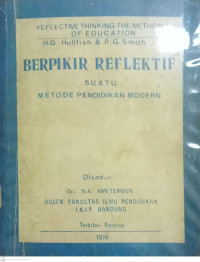 REFLECTIVE THINKING THE METHOD
OF EDUCATION
H.G. Hullfish & P.G. Smith
BERPIKIR REFLEKTIF
SUATU
METODE PENDIDIKAN MODERN
Disadur
Drs. N.A. AMETEMBUN
DOSEN FAKULTAS ILMU PENDIDIKAN
I.K.I.P. BANDUNG
Terbitan Pertama
1974